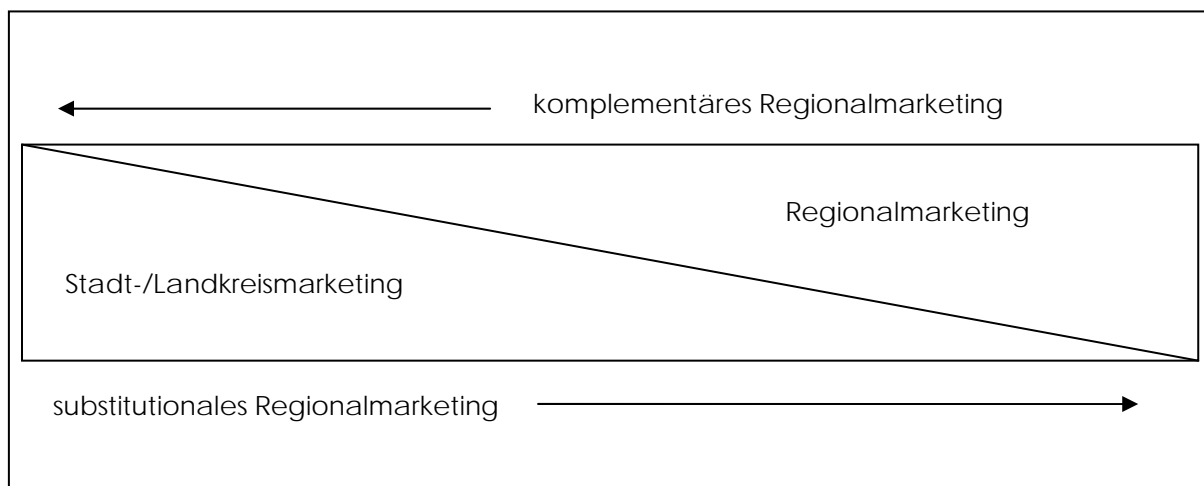 komplementäres Regionalmarketing
Regionalmarketing
Stadt-/Landkreismarketing
substitutionales Regionalmarketing